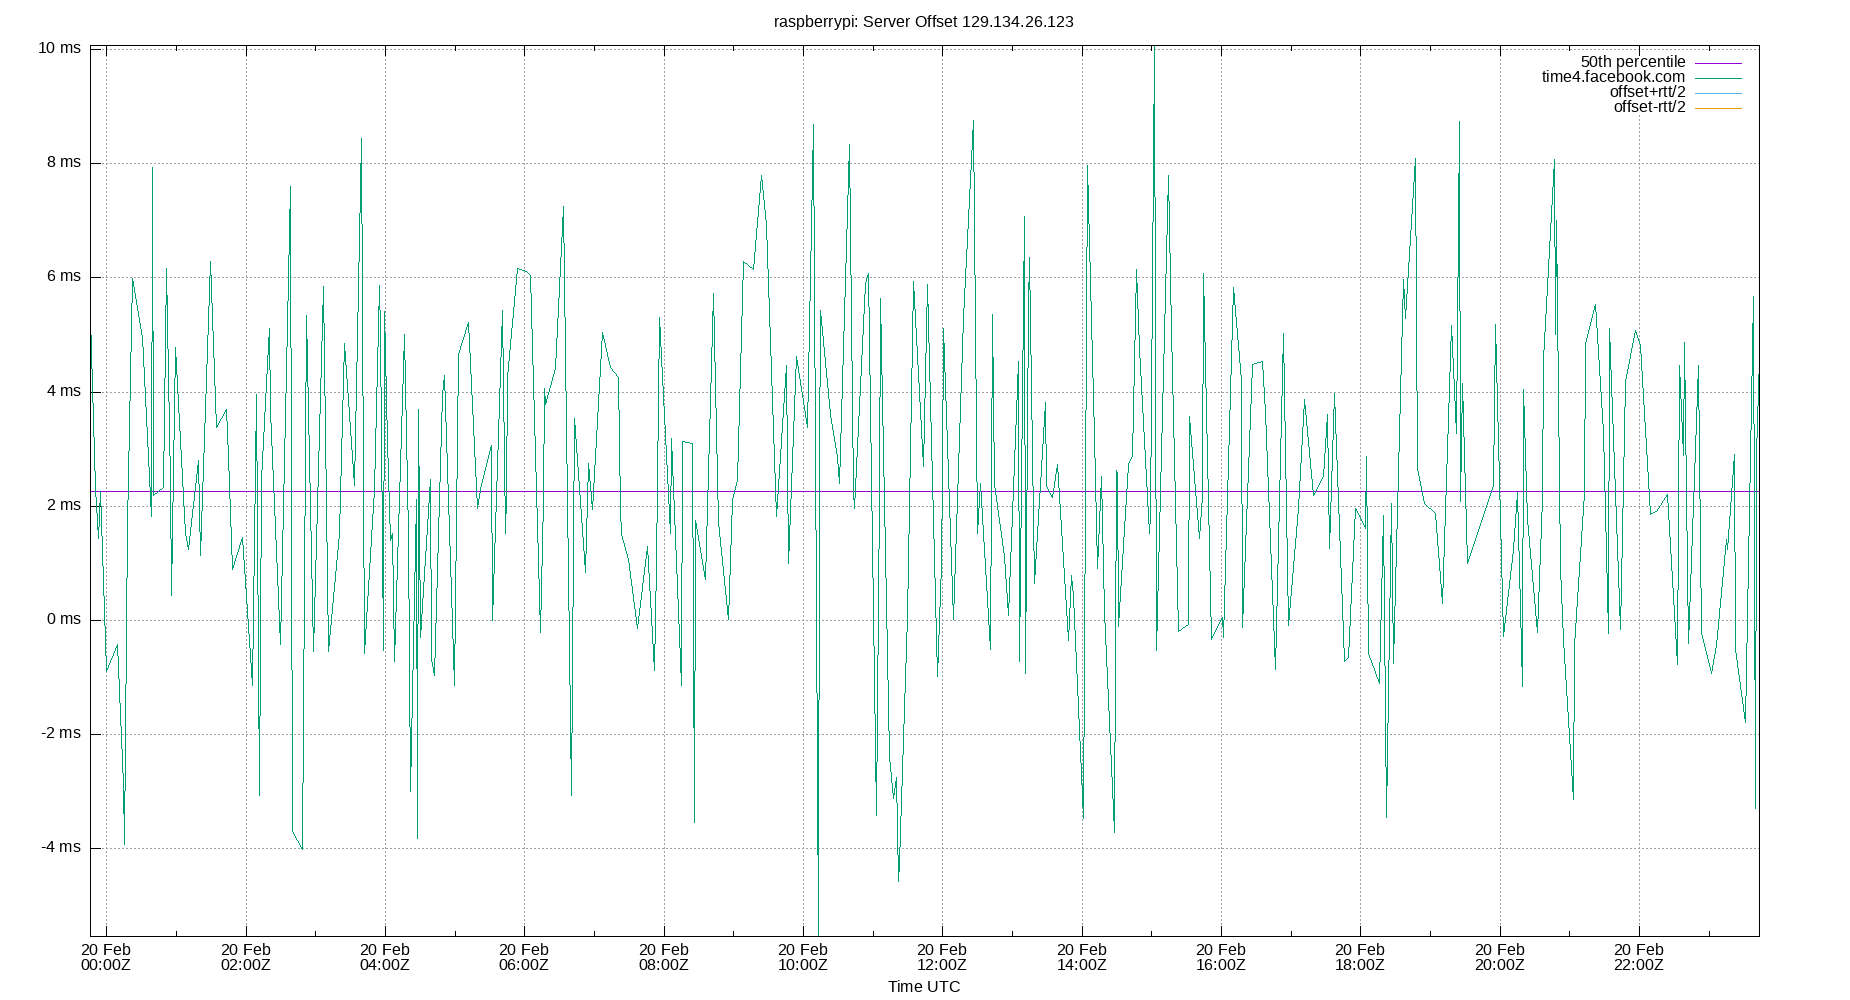 raspberrypi: Server Offset 129.134.26.123
10 ms
8 ms
6 ms
4 ms
2 ms
0 ms
-2 ms
-4 ms
50th percentile
time4.facebook.com
offset+rtt/2
offset-rtt/2
20 Feb 20 Feb 20 Feb 20 Feb 20 Feb 20 Feb 20 Feb 20 Feb 20 Feb 20 Feb 20 Feb 20 Feb
00:00Z 02:00Z 04:00Z 06:00Z 08:00Z 10:00Z 12:00Z 14:00Z 16:00Z 18:00Z 20:00Z 22:00Z
Time UTC